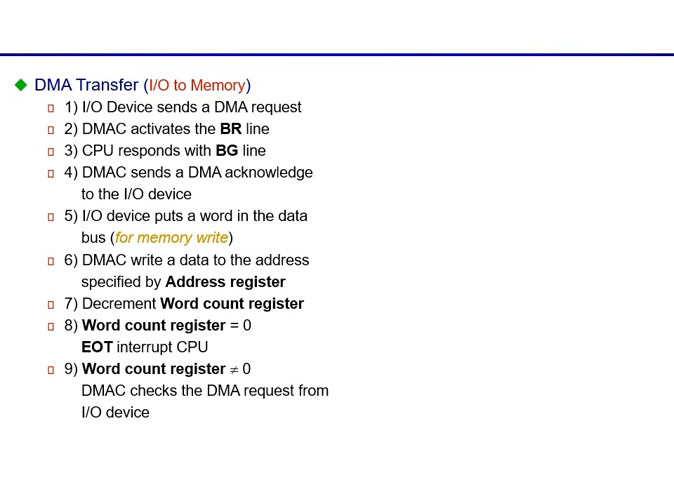 DMA Transfer (I/O to Memory)
1) I/O Device sends a DMA request
2) DMAC activates the BR line
3) CPU responds with BG line
4) DMAC sends a DMA acknowledge
to the I/O device
5) I/O device puts a word in the data
bus (for memory write)
6) DMAC write a data to the address
specified by Address register
7) Decrement Word count register
8) Word count register = 0
EOT interrupt CPU
9) Word count register ≠ 0
DMAC checks the DMA request from
I/O device